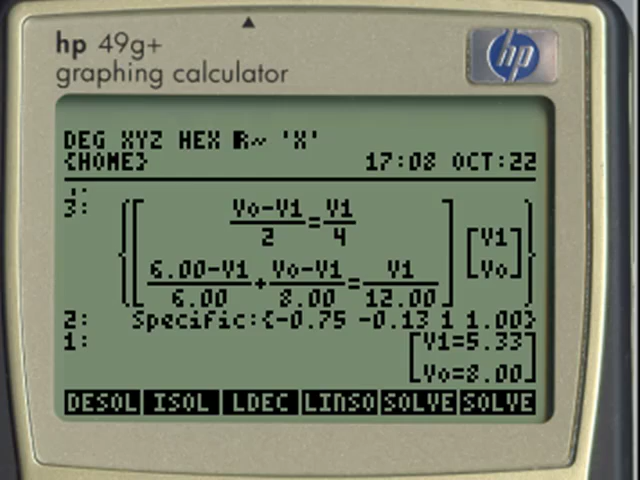 hp 49g+
graphing calculator
hp
DEG XYZ HEX R~ 'X'
{HOME} 17:08 OCT:22
3: {[(Vo-V1)/2=V1/4
(6.00-V1)/6.00+(Vo-V1)/8.00=V1/12.00] [V1
Vo]}
2: Specific:{-0.75 -0.13 1 1.00}
1: [V1=5.33
Vo=8.00]
DESOL ISOL LDEC LINSO SOLVE SOLVE